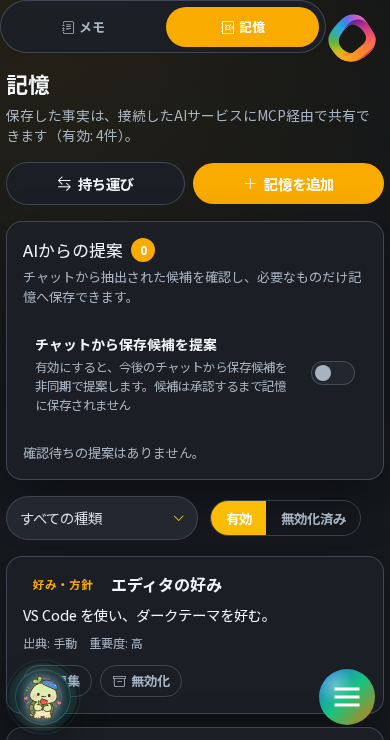 メモ
記憶
記憶
保存した事実は、接続したAIサービスにMCP経由で共有で
きます（有効: 4件）。
持ち運び
記憶を追加
AIからの提案 0
チャットから抽出された候補を確認し、必要なものだけ記
憶へ保存できます。
チャットから保存候補を提案
有効にすると、今後のチャットから保存候補を
非同期で提案します。候補は承認するまで記憶
に保存されません
確認待ちの提案はありません。
すべての種類
有効
無効化済み
好み・方針 エディタの好み
VS Code を使い、ダークテーマを好む。
出典: 手動 重要度: 高
無効化